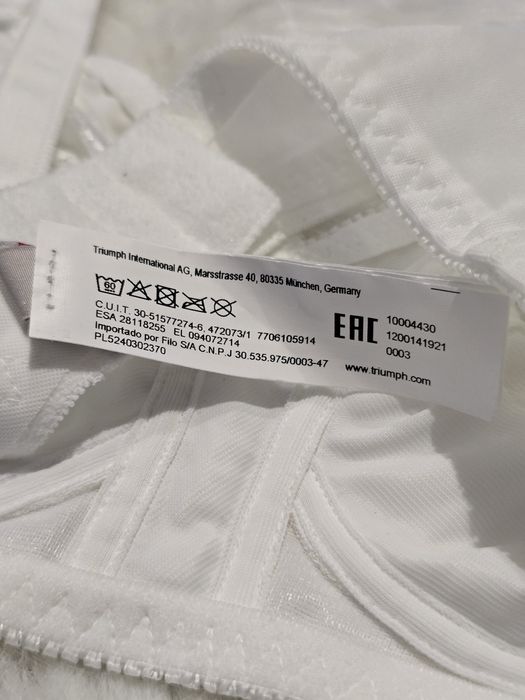 Triumph International AG, Marsstrasse 40, 80335 München, Germany
60
C.U.I.T. 30-51577274-6, 472073/1 7706105914
ESA 28118255 EL 094072714
Importado por Filo S/A C.N.P.J 30.535.975/0003-47
PL5240302370
EAC
10004430
1200141921
0003
www.triumph.com